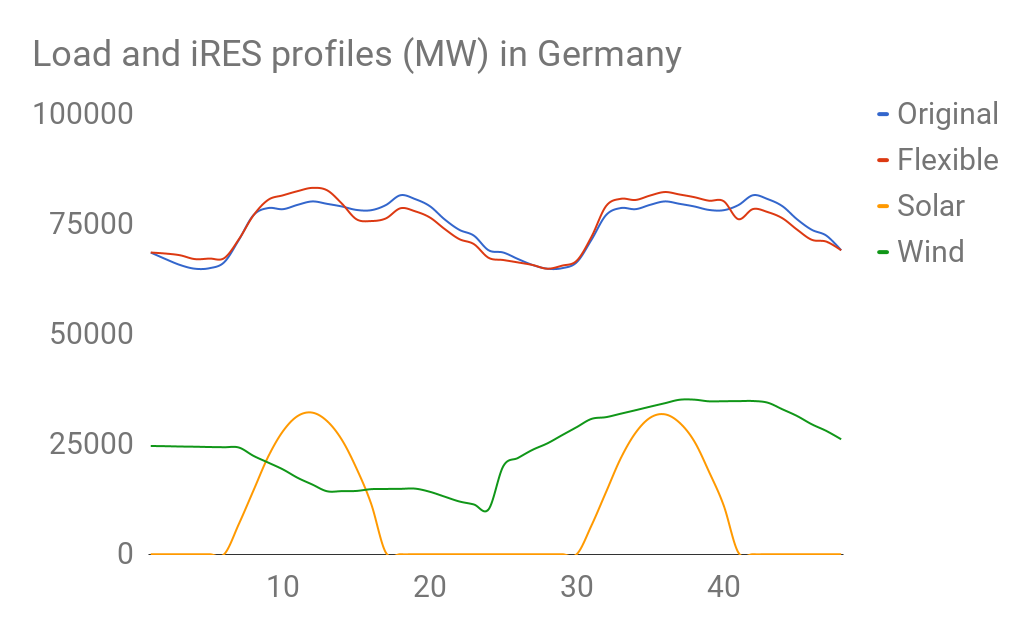 Load and iRES profiles (MW) in Germany
100000
75000
50000
25000
0
10 20 30 40
Original
Flexible
Solar
Wind